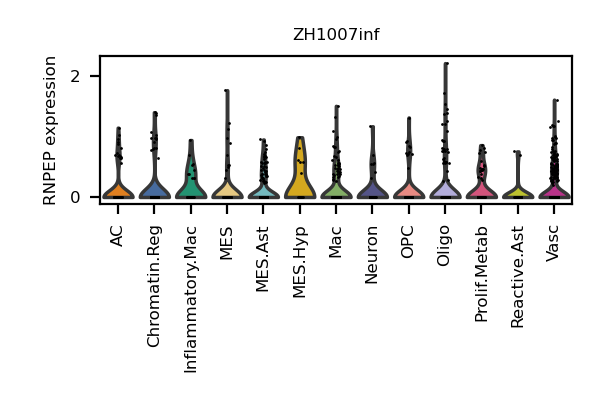 ZH1007inf
RNPEP expression
2
0
AC
Chromatin.Reg
Inflammatory.Mac
MES
MES.Ast
MES.Hyp
Mac
Neuron
OPC
Oligo
Prolif.Metab
Reactive.Ast
Vasc